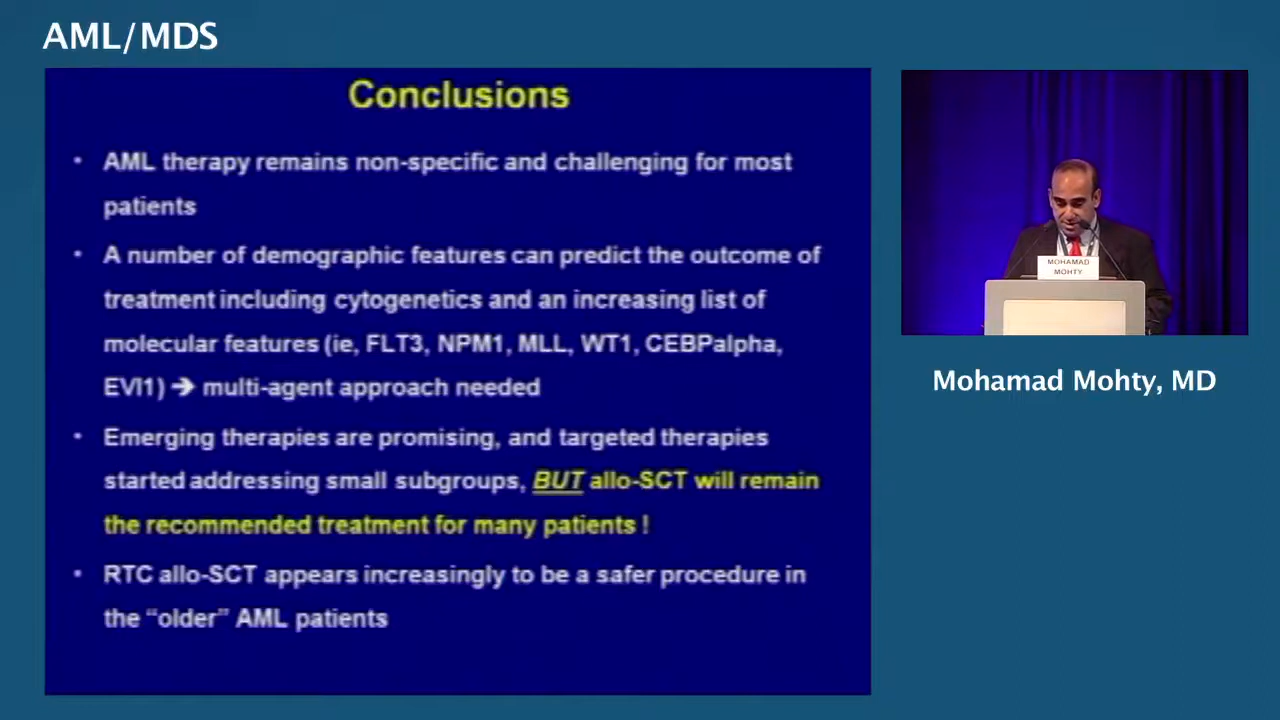 AML/MDS
Conclusions
• AML therapy remains non-specific and challenging for most
patients
• A number of demographic features can predict the outcome of
treatment including cytogenetics and an increasing list of
molecular features (ie, FLT3, NPM1, MLL, WT1, CEBPalpha,
EVI1) ➔ multi-agent approach needed
• Emerging therapies are promising, and targeted therapies
started addressing small subgroups, BUT allo-SCT will remain
the recommended treatment for many patients !
• RTC allo-SCT appears increasingly to be a safer procedure in
the “older” AML patients
MOHAMAD
MOHTY
Mohamad Mohty, MD